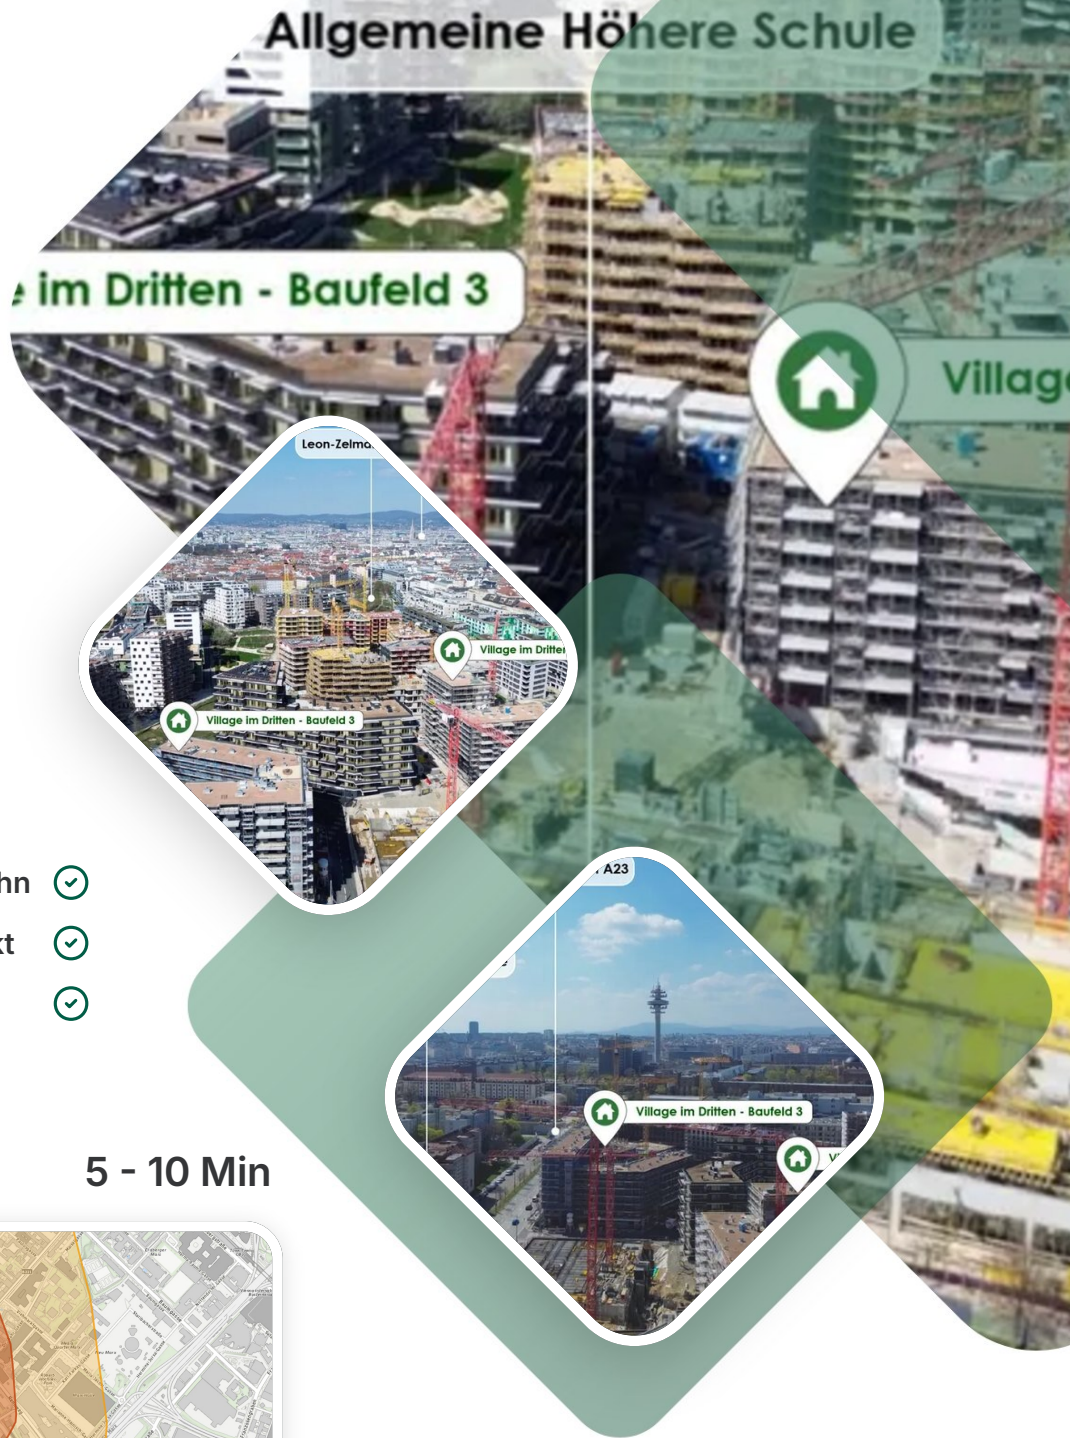 Allgemeine Höhere Schule
im Dritten - Baufeld 3
Village
Leon-Zelma
Village im Dritten
Village im Dritten - Baufeld 3
hn
kt
A23
Village im Dritten - Baufeld 3
5 - 10 Min